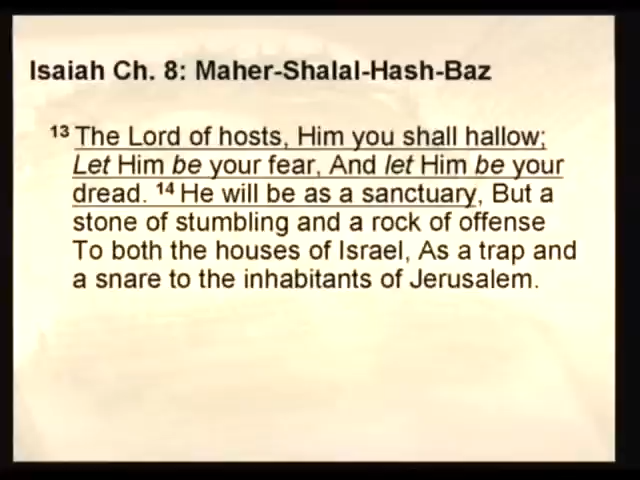 Isaiah Ch. 8: Maher-Shalal-Hash-Baz
13 The Lord of hosts, Him you shall hallow;
Let Him be your fear, And let Him be your
dread. 14 He will be as a sanctuary, But a
stone of stumbling and a rock of offense
To both the houses of Israel, As a trap and
a snare to the inhabitants of Jerusalem.